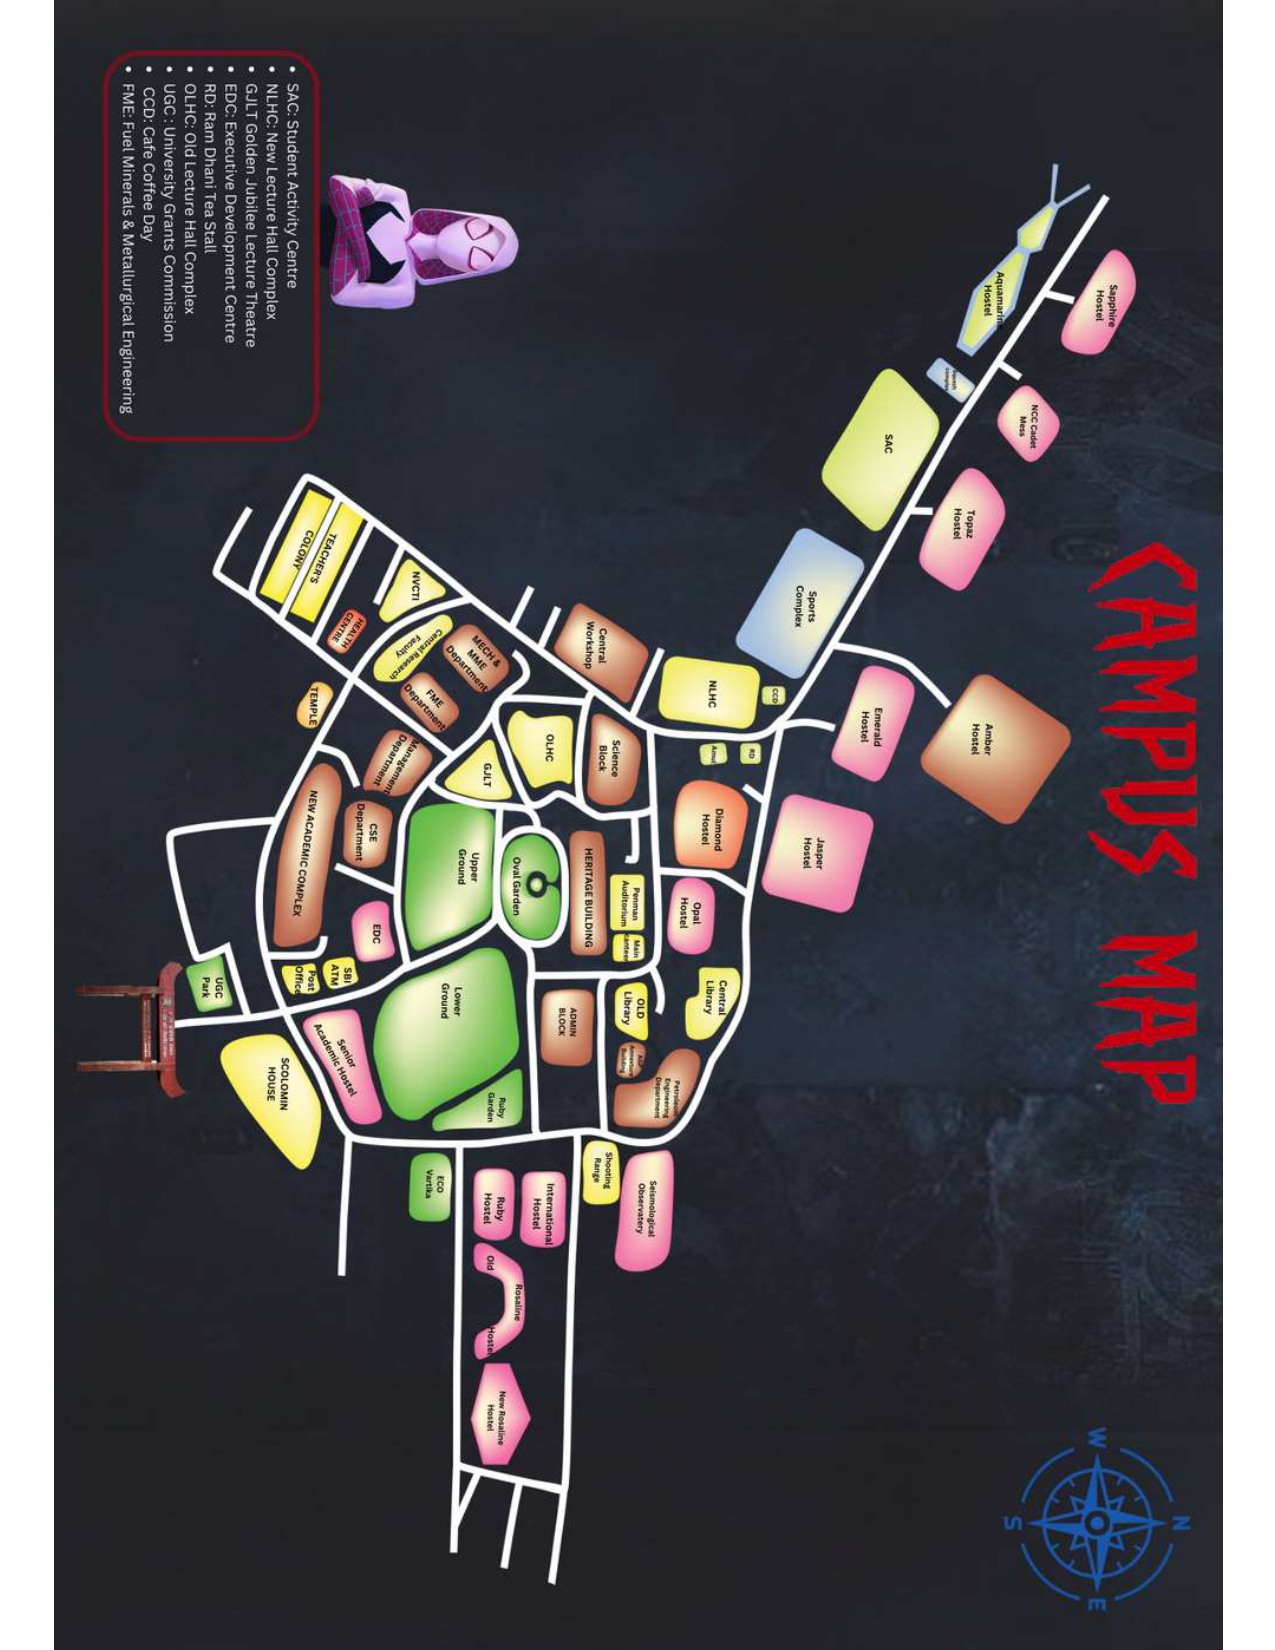 CAMPUS MAP
N
W
E
S
Sapphire
Hostel
NCC Cadet
Mess
Aquamarine
Hostel
Squash
complex
Topaz
Hostel
Amber
Hostel
SAC
Emerald
Hostel
Sports
Complex
Jasper
Hostel
CCD
RD
NLHC
Amul
Diamond
Hostel
Opal
Hostel
Central
Library
Petroleum
Engineering
Department
Seismological
Observatery
Penman
Auditorium
Main
canteen
OLD
Library
AGP
Annexture
Building
Shooting
Range
Central
Workshop
Science
Block
HERITAGE BUILDING
ADMIN
BLOCK
OLHC
Oval Garden
International
Hostel
Ruby
Hostel
Rosaline
Old
Hostel
New Rosaline
Hostel
MECH &
MME
Department
GJLT
Upper
Ground
Lower
Ground
Ruby
Garden
ECO
Vartika
NVCTI
Central Research
Faculty
FME
Department
Management
Department
CSE
Department
EDC
SBI
ATM
Post
Office
Senior
Academic Hostel
HEALTH
CENTRE
TEMPLE
TEACHER'S
COLONY
NEW ACADEMIC COMPLEX
SCOLOMIN
HOUSE
UGC
Park
• SAC: Student Activity Centre
• NLHC: New Lecture Hall Complex
• GJLT Golden Jubilee Lecture Theatre
• EDC: Executive Development Centre
• RD: Ram Dhani Tea Stall
• OLHC: Old Lecture Hall Complex
• UGC : University Grants Commission
• CCD: Cafe Coffee Day
• FME: Fuel Minerals & Metallurgical Engineering